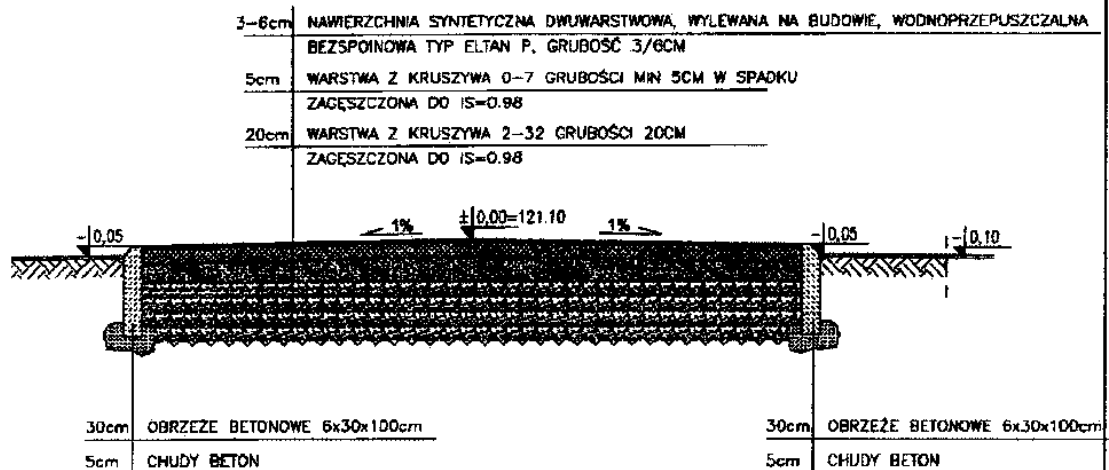 3-6cm NAWIERZCHNIA SYNTETYCZNA DWUWARSTWOWA, WYLEWANA NA BUDOWIE, WODNOPRZEPUSZCZALNA
BEZSPOINOWA TYP ELTAN P, GRUBOŚĆ 3/6CM
5cm WARSTWA Z KRUSZYWA 0-7 GRUBOŚCI MIN 5CM W SPADKU
ZAGĘSZCZONA DO IS=0.98
20cm WARSTWA Z KRUSZYWA 2-32 GRUBOŚCI 20CM
ZAGĘSZCZONA DO IS=0.98
-0,05 1% ±0,00=121.10 1% -0,05 -0,10
30cm OBRZEŻE BETONOWE 6x30x100cm 30cm OBRZEŻE BETONOWE 6x30x100cm
5cm CHUDY BETON 5cm CHUDY BETON